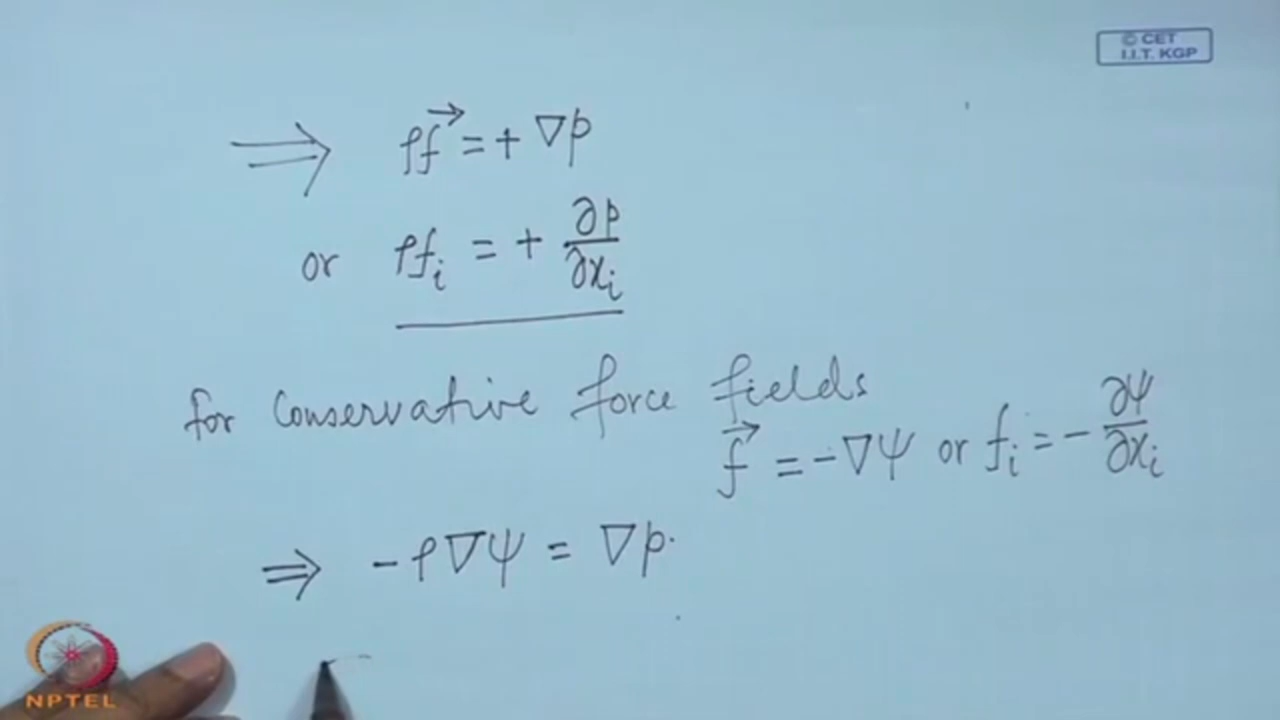 © CET
I.I.T. KGP
⟹ ρf⃗ = + ∇p
or ρfᵢ = + ∂p/∂xᵢ
for conservative force fields
f⃗ = -∇ψ or fᵢ = - ∂ψ/∂xᵢ
⇒ -ρ∇ψ = ∇p.
NPTEL